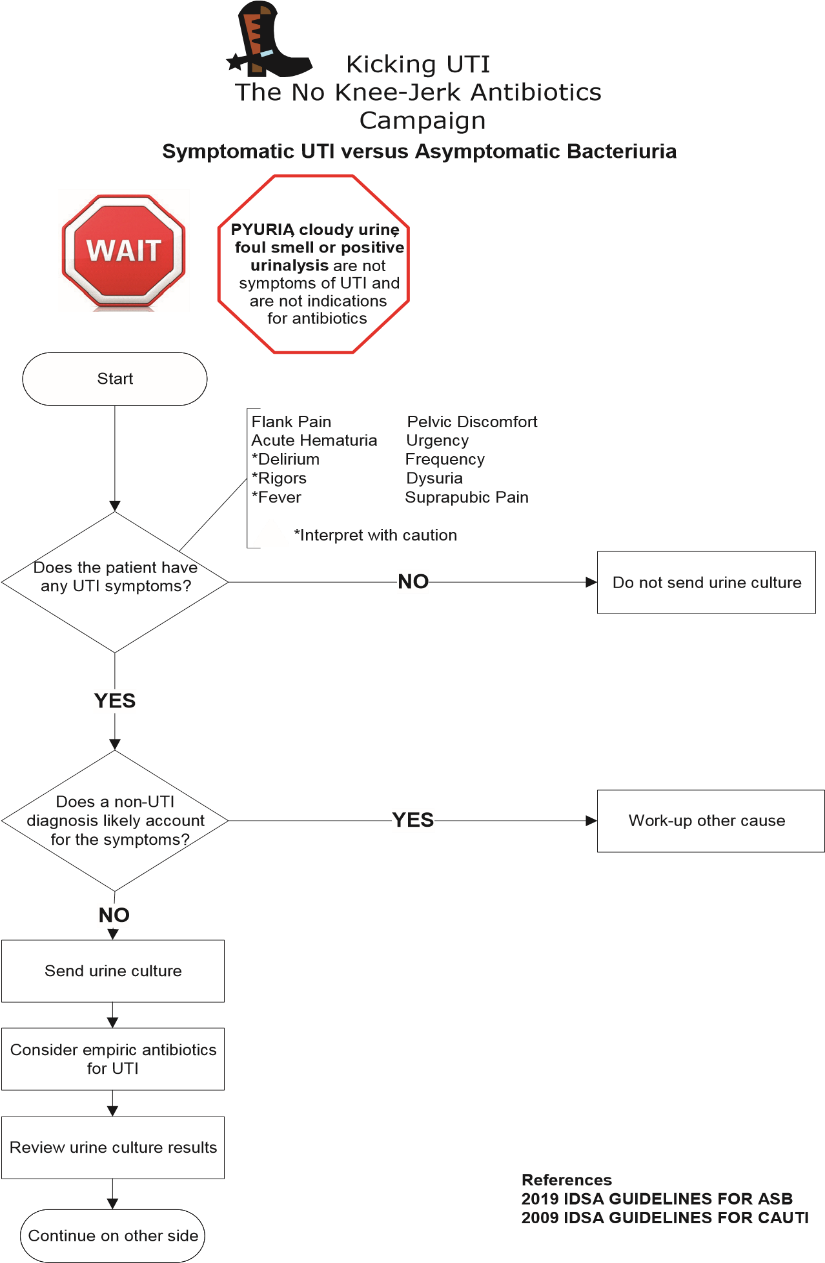 Kicking UTI
The No Knee-Jerk Antibiotics
Campaign
Symptomatic UTI versus Asymptomatic Bacteriuria
WAIT
PYURIA, cloudy urine,
foul smell or positive
urinalysis are not
symptoms of UTI and
are not indications
for antibiotics
Start
Flank Pain Pelvic Discomfort
Acute Hematuria Urgency
*Delirium Frequency
*Rigors Dysuria
*Fever Suprapubic Pain
*Interpret with caution
Does the patient have
any UTI symptoms?
NO
Do not send urine culture
YES
Does a non-UTI
diagnosis likely account
for the symptoms?
YES
Work-up other cause
NO
Send urine culture
Consider empiric antibiotics
for UTI
Review urine culture results
Continue on other side
References
2019 IDSA GUIDELINES FOR ASB
2009 IDSA GUIDELINES FOR CAUTI